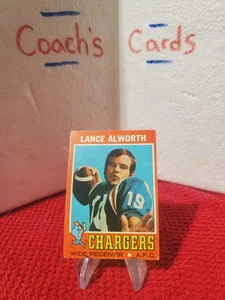 Coach's Cards
LANCE ALWORTH
19
CHARGERS
WIDE RECEIVER A.F.C.